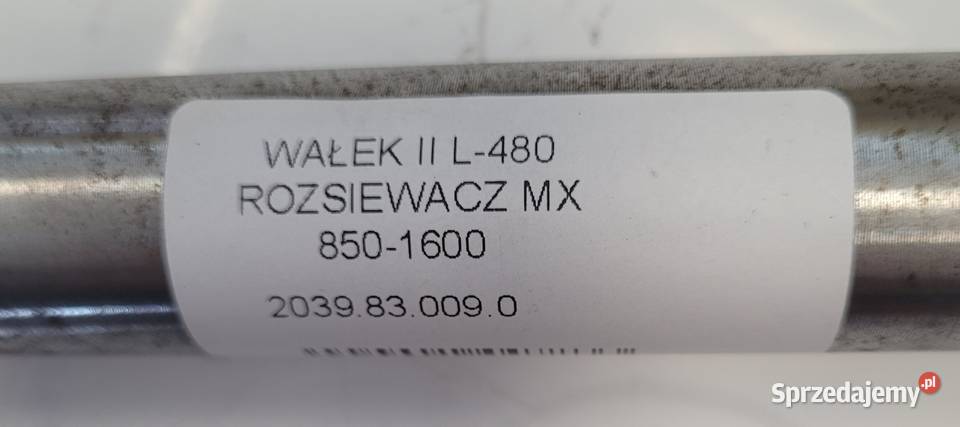 WAŁEK II L-480
ROZSIEWACZ MX
850-1600
2039.83.009.0
Sprzedajemy.pl